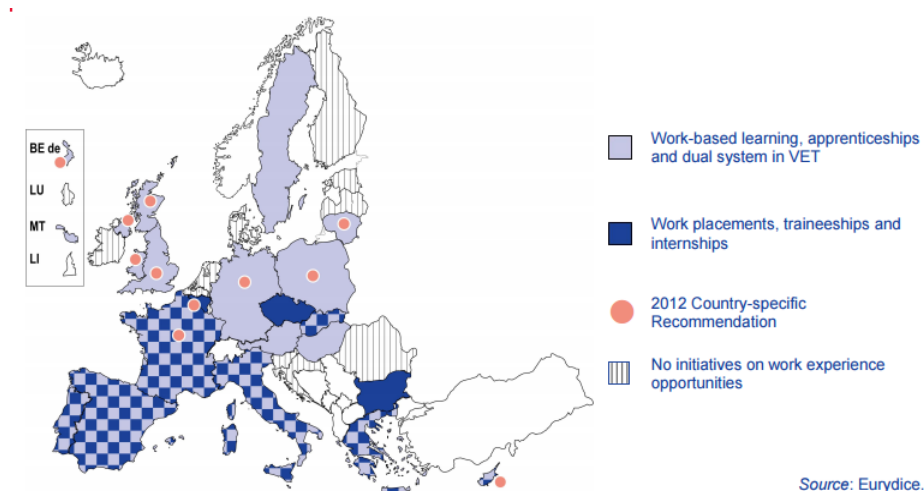 BE de
LU
MT
LI
Work-based learning, apprenticeships
and dual system in VET
Work placements, traineeships and
internships
2012 Country-specific
Recommendation
No initiatives on work experience
opportunities
Source: Eurydice.